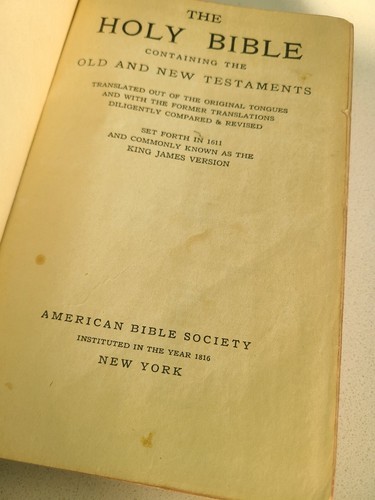 THE
HOLY BIBLE
CONTAINING THE
OLD AND NEW TESTAMENTS
TRANSLATED OUT OF THE ORIGINAL TONGUES
AND WITH THE FORMER TRANSLATIONS
DILIGENTLY COMPARED & REVISED
SET FORTH IN 1611
AND COMMONLY KNOWN AS THE
KING JAMES VERSION
AMERICAN BIBLE SOCIETY
INSTITUTED IN THE YEAR 1816
NEW YORK